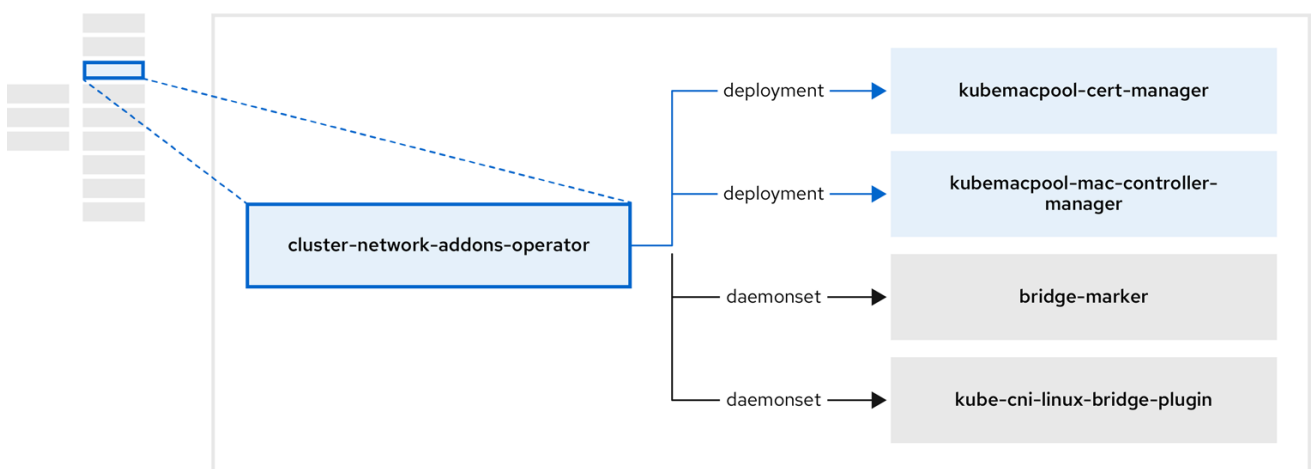 deployment
kubemacpool-cert-manager
deployment
kubemacpool-mac-controller-
manager
cluster-network-addons-operator
daemonset
bridge-marker
daemonset
kube-cni-linux-bridge-plugin